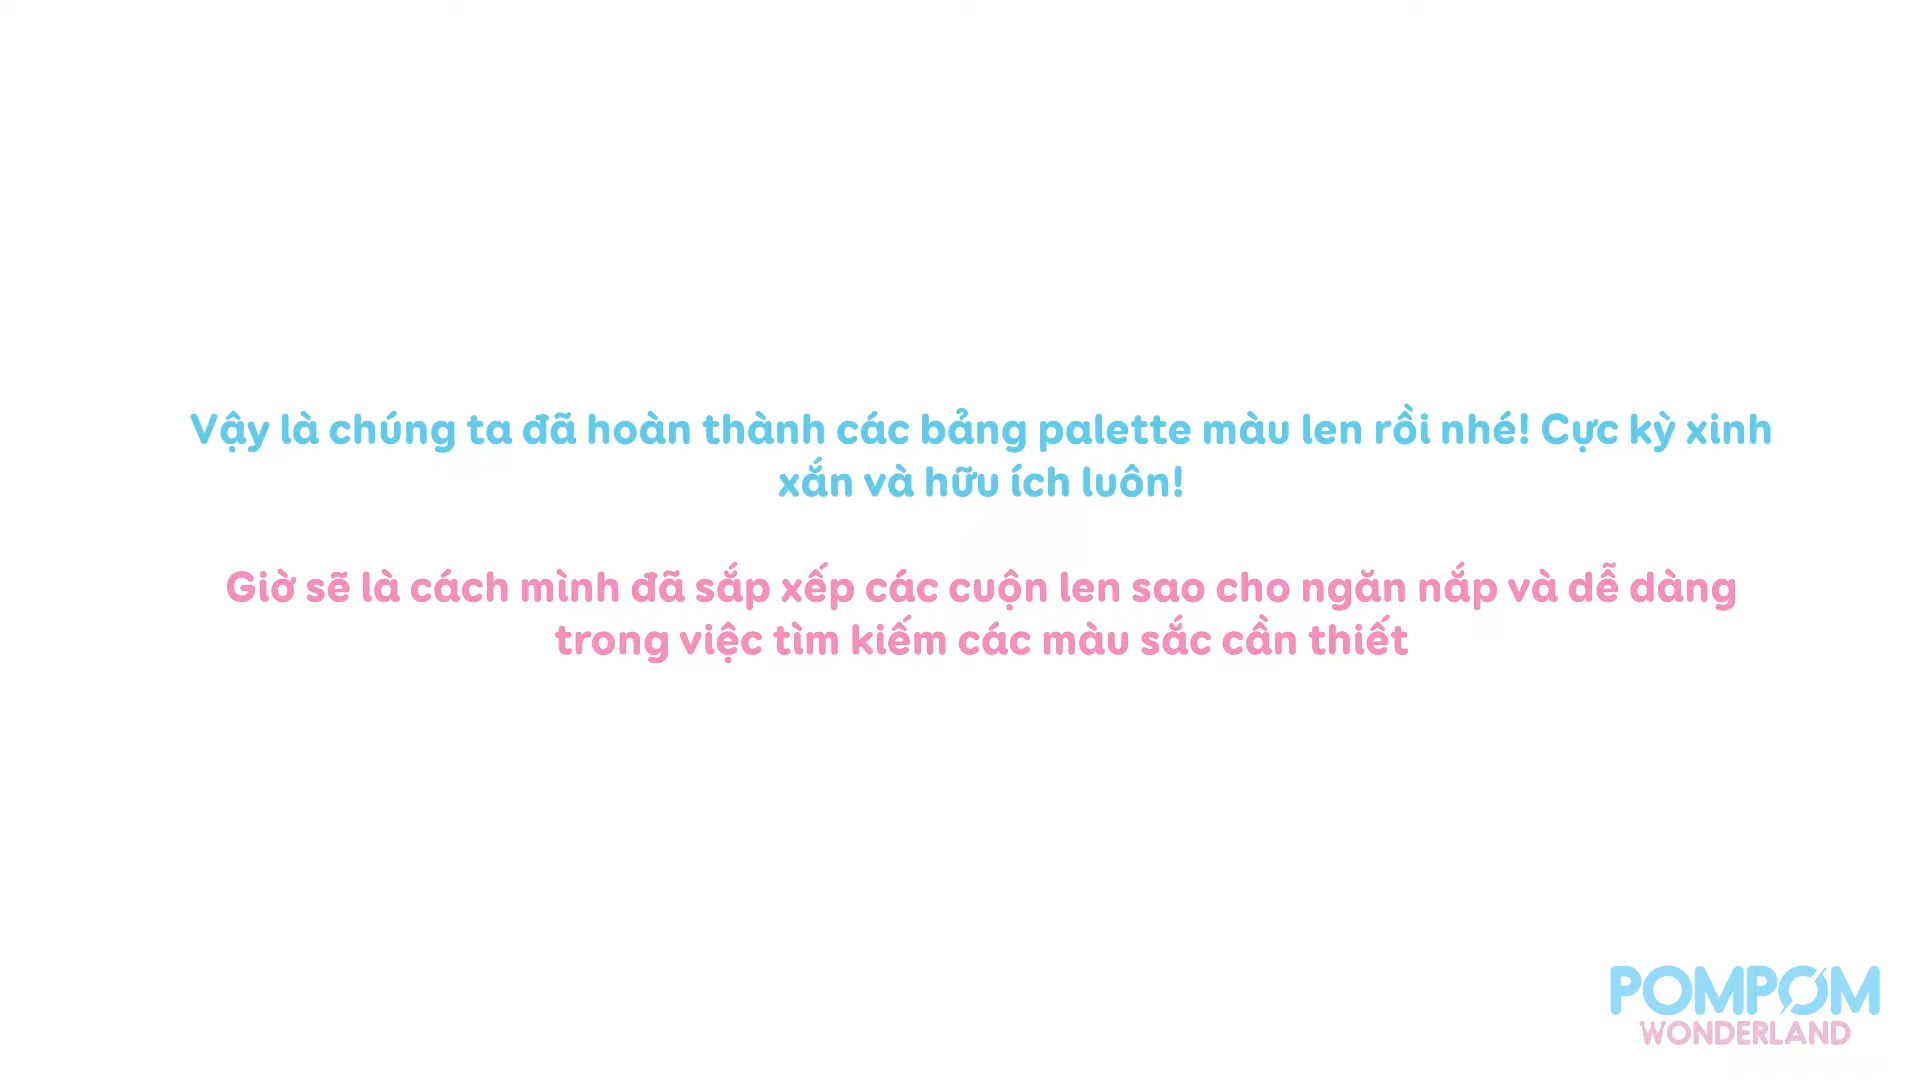 Vậy là chúng ta đã hoàn thành các bảng palette màu len rồi nhé! Cực kỳ xinh
xắn và hữu ích luôn!
Giờ sẽ là cách mình đã sắp xếp các cuộn len sao cho ngăn nắp và dễ dàng
trong việc tìm kiếm các màu sắc cần thiết
POMPOM
WONDERLAND